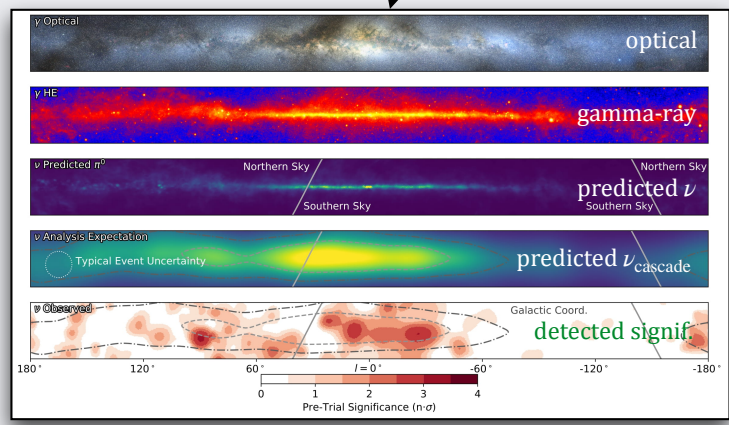 γ Optical
optical
γ HE
gamma-ray
ν Predicted π⁰
Northern Sky
Northern Sky
predicted ν
Southern Sky
Southern Sky
ν Analysis Expectation
Typical Event Uncertainty
predicted ν_cascade
ν Observed
Galactic Coord.
detected signif.
180° 120 60 l = 0° -60 -120 -180°
0 1 2 3 4
Pre-Trial Significance (n·σ)